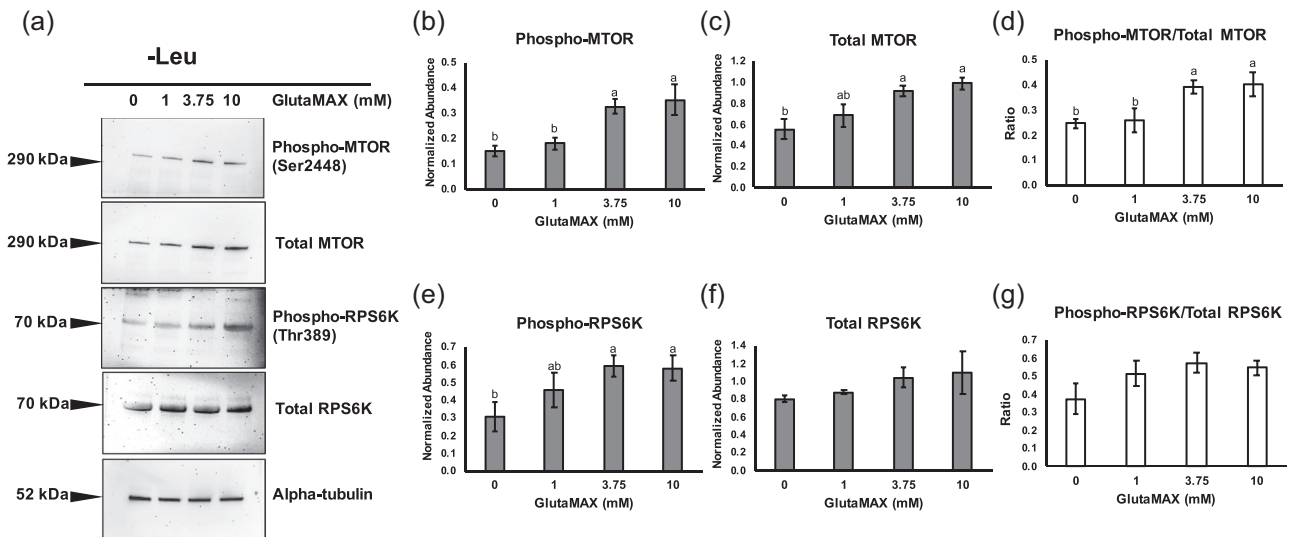 (a)
-Leu
0 1 3.75 10 GlutaMAX (mM)
290 kDa
Phospho-MTOR
(Ser2448)
290 kDa
Total MTOR
70 kDa
Phospho-RPS6K
(Thr389)
70 kDa
Total RPS6K
52 kDa
Alpha-tubulin
(b)
Phospho-MTOR
Normalized Abundance
0.5
0.4
0.3
0.2
0.1
0.0
b b a a
0 1 3.75 10
GlutaMAX (mM)
(c)
Total MTOR
Normalized Abundance
1.2
1.0
0.8
0.6
0.4
0.2
0.0
b ab a a
0 1 3.75 10
GlutaMAX (mM)
(d)
Phospho-MTOR/Total MTOR
Ratio
0.5
0.4
0.3
0.2
0.1
0.0
b b a a
0 1 3.75 10
GlutaMAX (mM)
(e)
Phospho-RPS6K
Normalized Abundance
0.7
0.6
0.5
0.4
0.3
0.2
0.1
0.0
b ab a a
0 1 3.75 10
GlutaMAX (mM)
(f)
Total RPS6K
Normalized Abundance
1.4
1.2
1.0
0.8
0.6
0.4
0.2
0.0
0 1 3.75 10
GlutaMAX (mM)
(g)
Phospho-RPS6K/Total RPS6K
Ratio
0.7
0.6
0.5
0.4
0.3
0.2
0.1
0.0
0 1 3.75 10
GlutaMAX (mM)